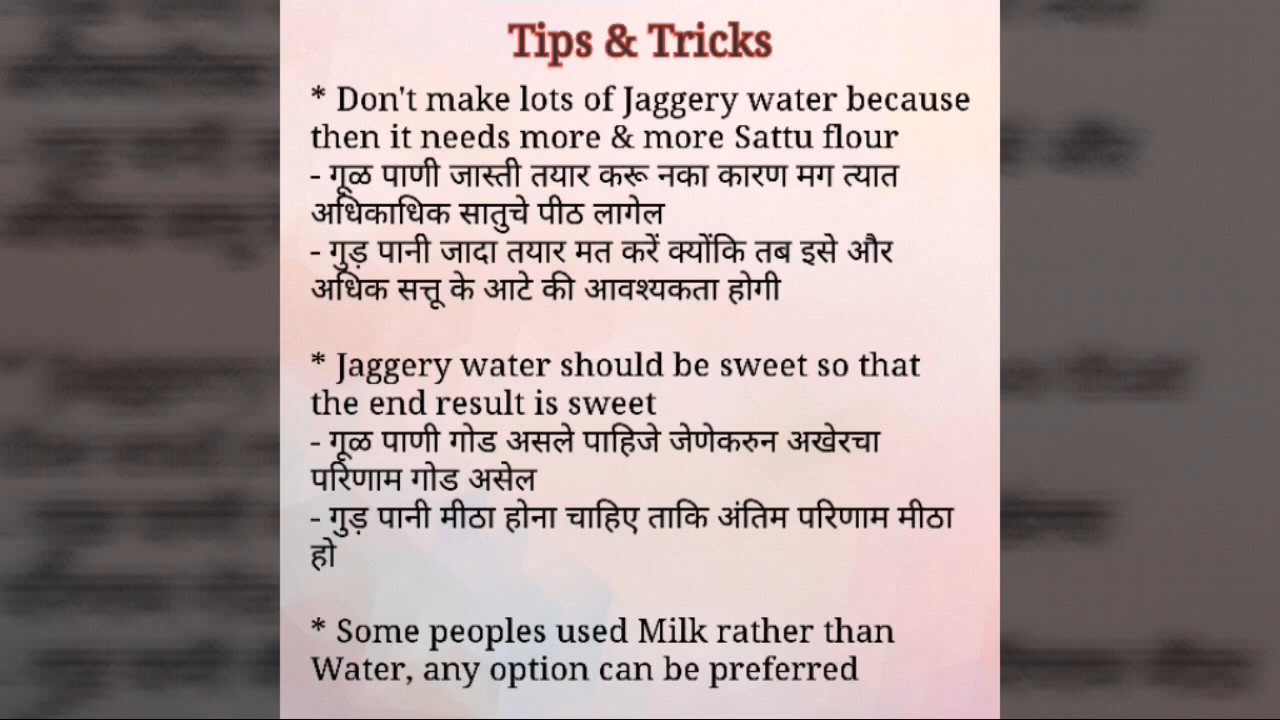 Tips & Tricks
* Don't make lots of Jaggery water because
then it needs more & more Sattu flour
- गूळ पाणी जास्ती तयार करू नका कारण मग त्यात
अधिकाधिक सातुचे पीठ लागेल
- गुड़ पानी जादा तयार मत करें क्योंकि तब इसे और
अधिक सत्तू के आटे की आवश्यकता होगी
* Jaggery water should be sweet so that
the end result is sweet
- गूळ पाणी गोड असले पाहिजे जेणेकरुन अखेरचा
परिणाम गोड असेल
- गुड़ पानी मीठा होना चाहिए ताकि अंतिम परिणाम मीठा
हो
* Some peoples used Milk rather than
Water, any option can be preferred